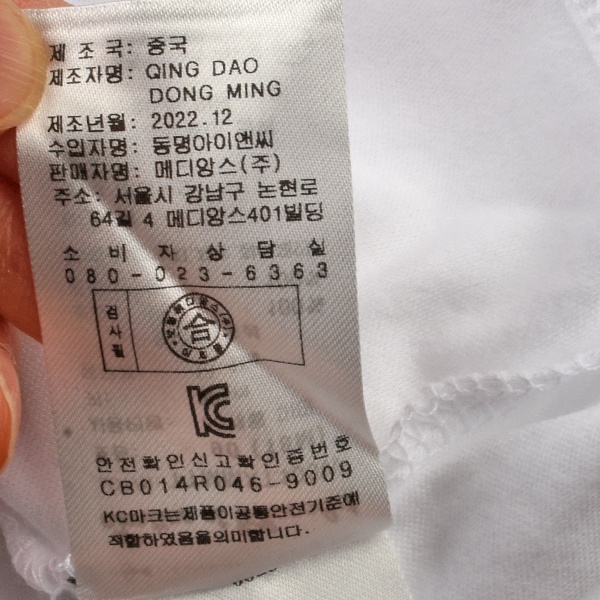 제 조 국: 중국
제조자명: QING DAO
DONG MING
제조년월: 2022.12
수입자명: 동명아이앤씨
판매자명: 메디앙스(주)
주소: 서울시 강남구 논현로
64길 4 메디앙스401빌딩
소 비 자 상 담 실
080-023-6363
검사필
合
KC
안전확인신고확인증번호
CB014R046-9009
KC마크는제품이공통안전기준에
적합하였음을의미합니다.